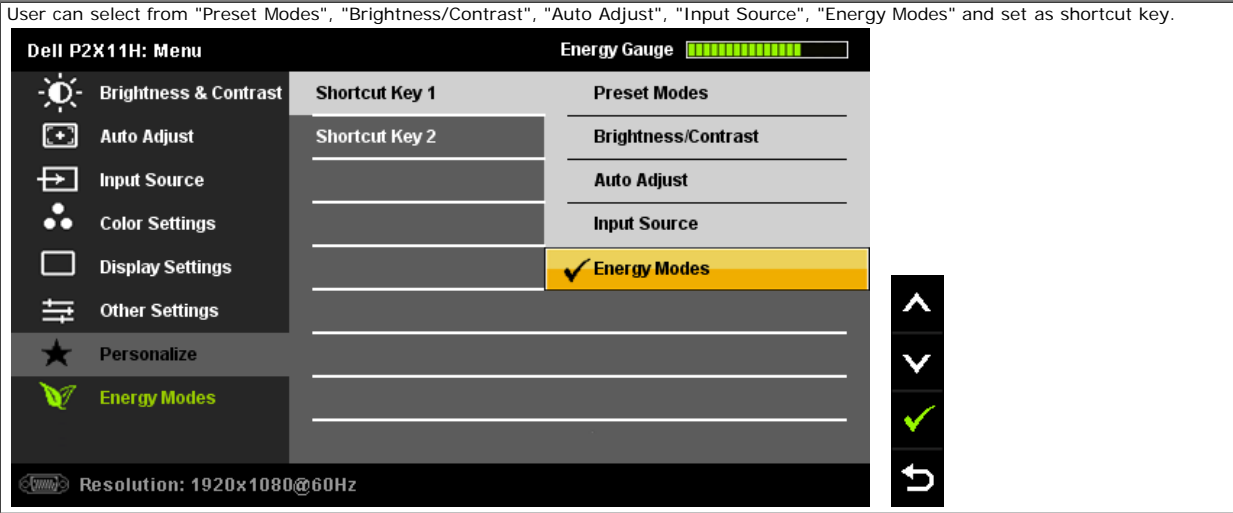 User can select from "Preset Modes", "Brightness/Contrast", "Auto Adjust", "Input Source", "Energy Modes" and set as shortcut key.
Dell P2X11H: Menu
Energy Gauge
Brightness & Contrast
Auto Adjust
Input Source
Color Settings
Display Settings
Other Settings
Personalize
Energy Modes
Shortcut Key 1
Shortcut Key 2
Preset Modes
Brightness/Contrast
Auto Adjust
Input Source
Energy Modes
Resolution: 1920x1080@60Hz